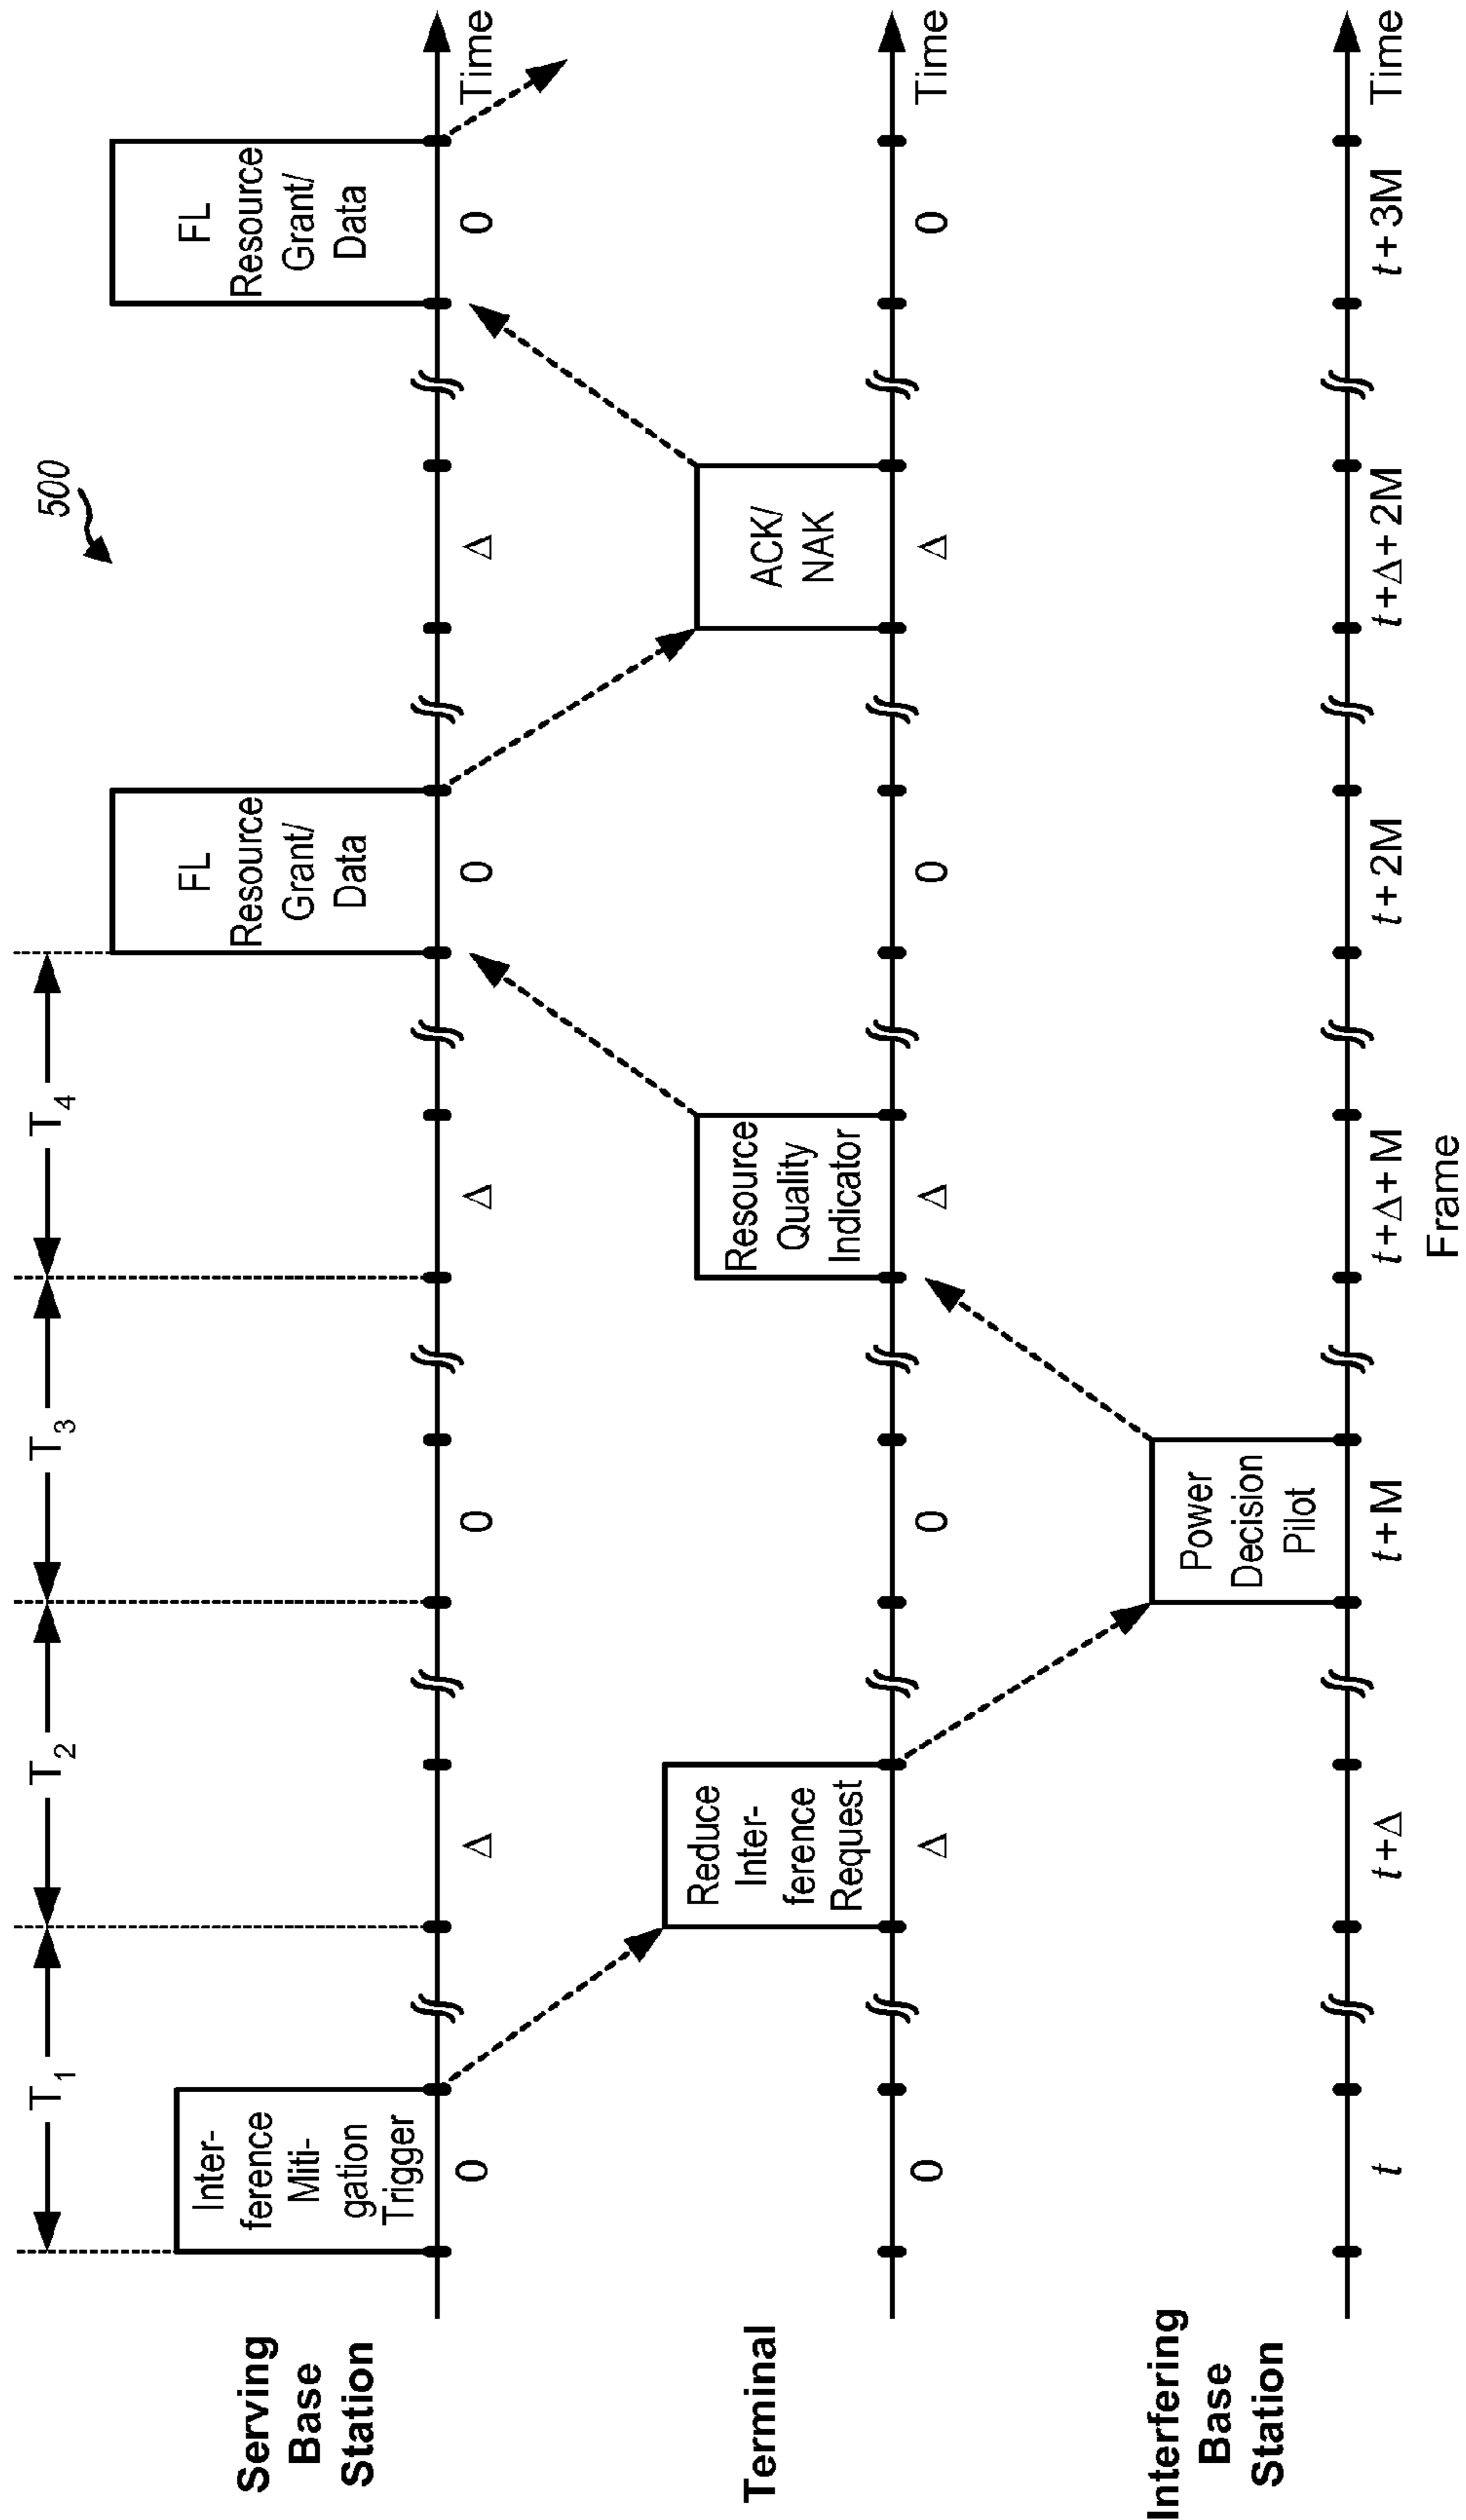 500
T1
T2
T3
T4
Serving
Base
Station
Inter-
ference
Miti-
gation
Trigger
FL
Resource
Grant/
Data
FL
Resource
Grant/
Data
0
Δ
0
Δ
0
Δ
0
Time
Terminal
Reduce
Inter-
ference
Request
Resource
Quality
Indicator
ACK/
NAK
0
Δ
0
Δ
0
Δ
0
Time
Interfering
Base
Station
Power
Decision
Pilot
t
t+Δ
t+M
t+Δ+M
t+2M
t+Δ+2M
t+3M
Time
Frame